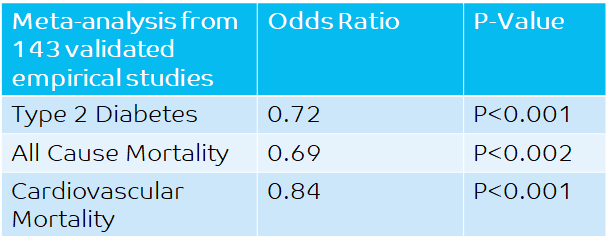 Meta-analysis from Odds Ratio P-Value
143 validated
empirical studies
Type 2 Diabetes 0.72 P<0.001
All Cause Mortality 0.69 P<0.002
Cardiovascular 0.84 P<0.001
Mortality